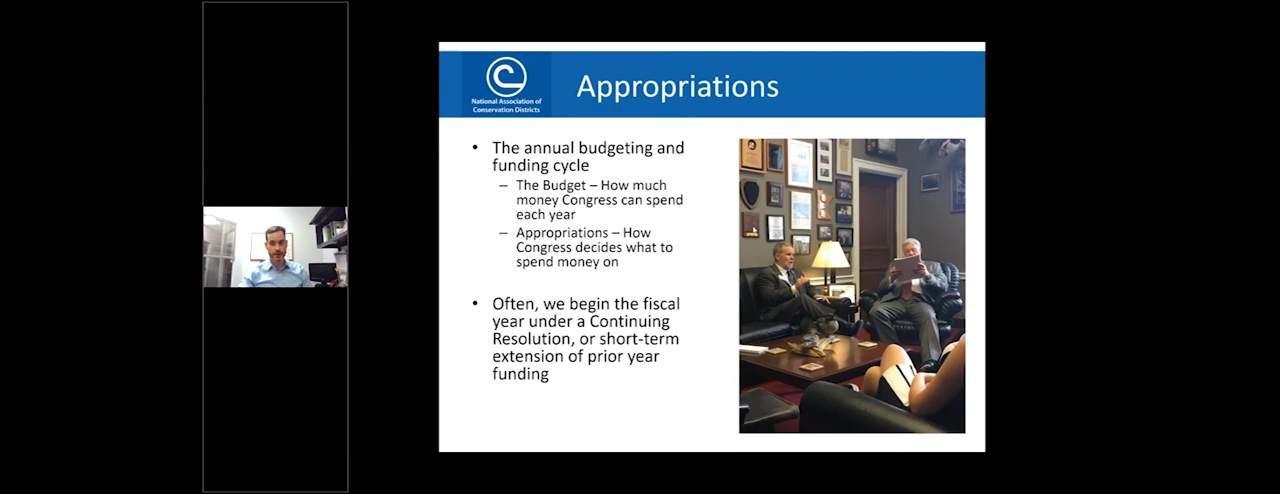 National Association of
Conservation Districts
Appropriations
• The annual budgeting and
funding cycle
– The Budget – How much
money Congress can spend
each year
– Appropriations – How
Congress decides what to
spend money on
• Often, we begin the fiscal
year under a Continuing
Resolution, or short-term
extension of prior year
funding